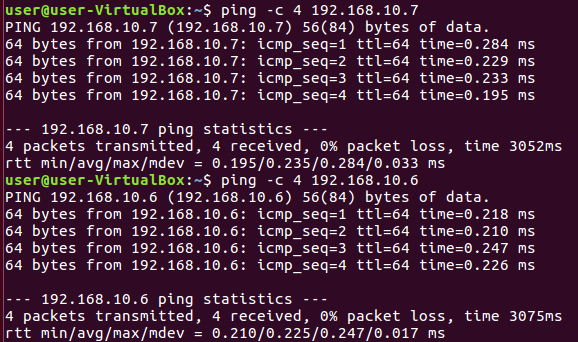 user@user-VirtualBox:~$ ping -c 4 192.168.10.7
PING 192.168.10.7 (192.168.10.7) 56(84) bytes of data.
64 bytes from 192.168.10.7: icmp_seq=1 ttl=64 time=0.284 ms
64 bytes from 192.168.10.7: icmp_seq=2 ttl=64 time=0.229 ms
64 bytes from 192.168.10.7: icmp_seq=3 ttl=64 time=0.233 ms
64 bytes from 192.168.10.7: icmp_seq=4 ttl=64 time=0.195 ms

--- 192.168.10.7 ping statistics ---
4 packets transmitted, 4 received, 0% packet loss, time 3052ms
rtt min/avg/max/mdev = 0.195/0.235/0.284/0.033 ms
user@user-VirtualBox:~$ ping -c 4 192.168.10.6
PING 192.168.10.6 (192.168.10.6) 56(84) bytes of data.
64 bytes from 192.168.10.6: icmp_seq=1 ttl=64 time=0.218 ms
64 bytes from 192.168.10.6: icmp_seq=2 ttl=64 time=0.210 ms
64 bytes from 192.168.10.6: icmp_seq=3 ttl=64 time=0.247 ms
64 bytes from 192.168.10.6: icmp_seq=4 ttl=64 time=0.226 ms

--- 192.168.10.6 ping statistics ---
4 packets transmitted, 4 received, 0% packet loss, time 3075ms
rtt min/avg/max/mdev = 0.210/0.225/0.247/0.017 ms